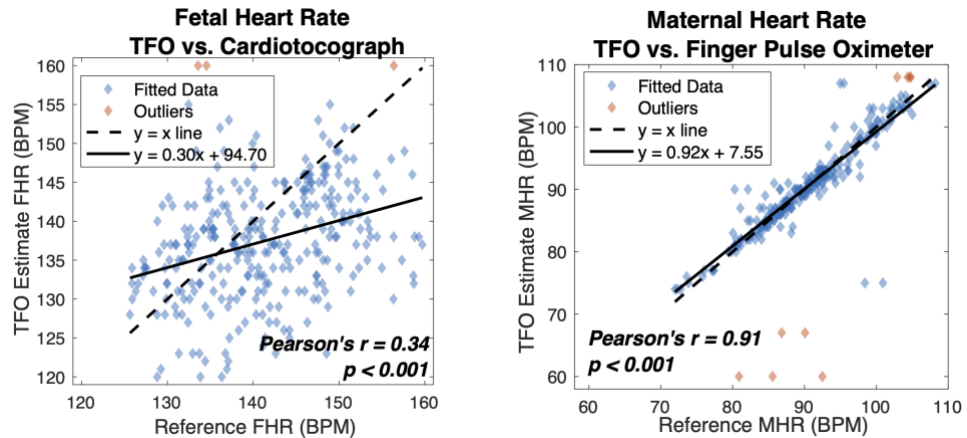 Fetal Heart Rate
TFO vs. Cardiotocograph
TFO Estimate FHR (BPM)
160
155
150
145
140
135
130
125
120
Fitted Data
Outliers
y = x line
y = 0.30x + 94.70
Pearson's r = 0.34
p < 0.001
120 130 140 150 160
Reference FHR (BPM)
Maternal Heart Rate
TFO vs. Finger Pulse Oximeter
TFO Estimate MHR (BPM)
110
100
90
80
70
60
Fitted Data
Outliers
y = x line
y = 0.92x + 7.55
Pearson's r = 0.91
p < 0.001
60 70 80 90 100 110
Reference MHR (BPM)